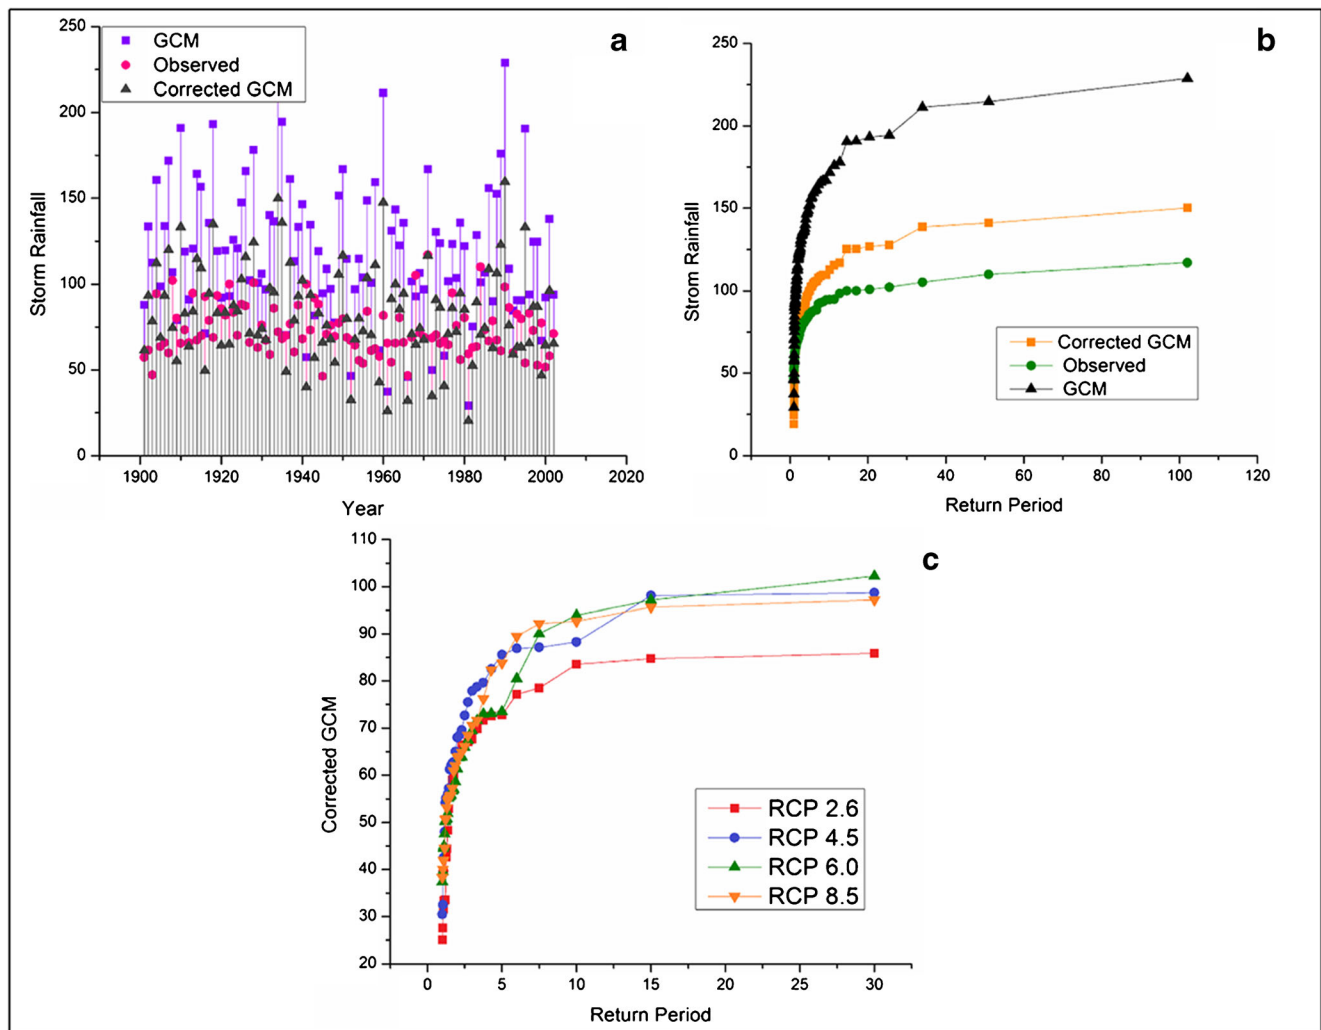 a
GCM
Observed
Corrected GCM
250
200
150
100
50
0
Storm Rainfall
1900 1920 1940 1960 1980 2000 2020
Year
b
250
200
150
100
50
0
Strom Rainfall
Corrected GCM
Observed
GCM
0 20 40 60 80 100 120
Return Period
c
110
100
90
80
70
60
50
40
30
20
Corrected GCM
RCP 2.6
RCP 4.5
RCP 6.0
RCP 8.5
0 5 10 15 20 25 30
Return Period